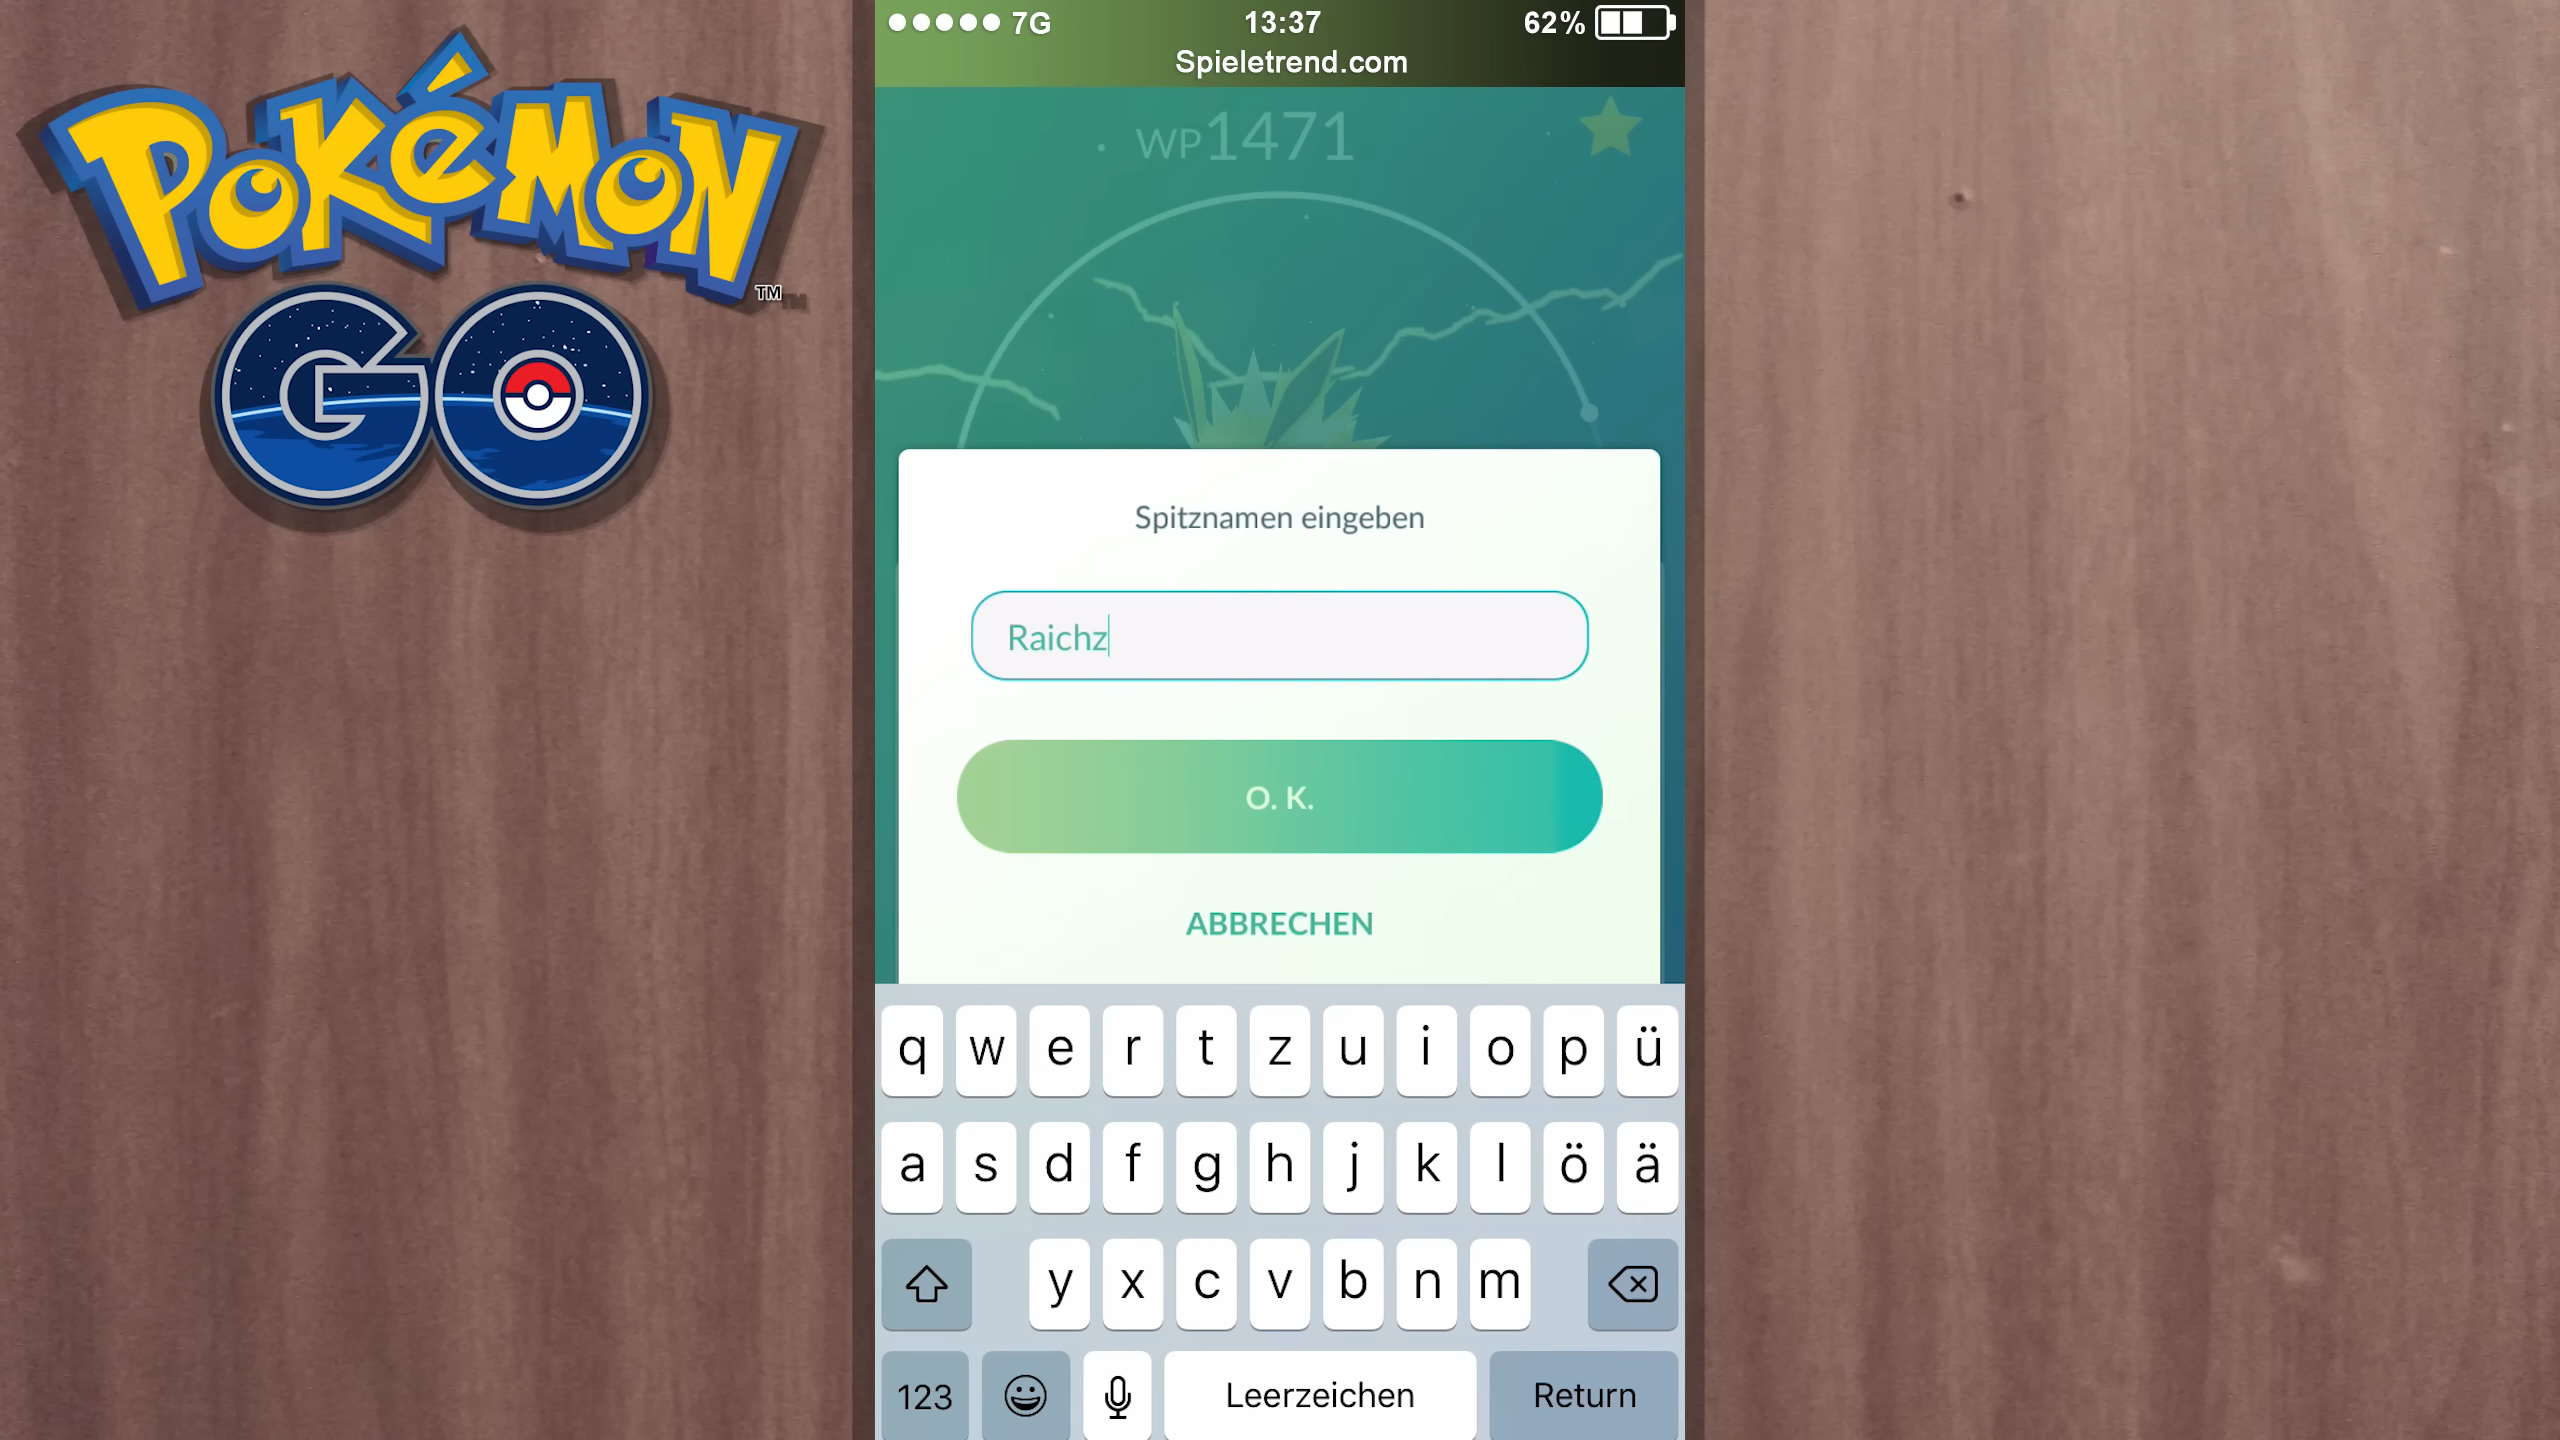 POKéMON
TM
GO
7G 13:37 62%
Spieletrend.com
WP1471
Spitznamen eingeben
Raichz
O. K.
ABBRECHEN
q w e r t z u i o p ü
a s d f g h j k l ö ä
y x c v b n m
123 Leerzeichen Return